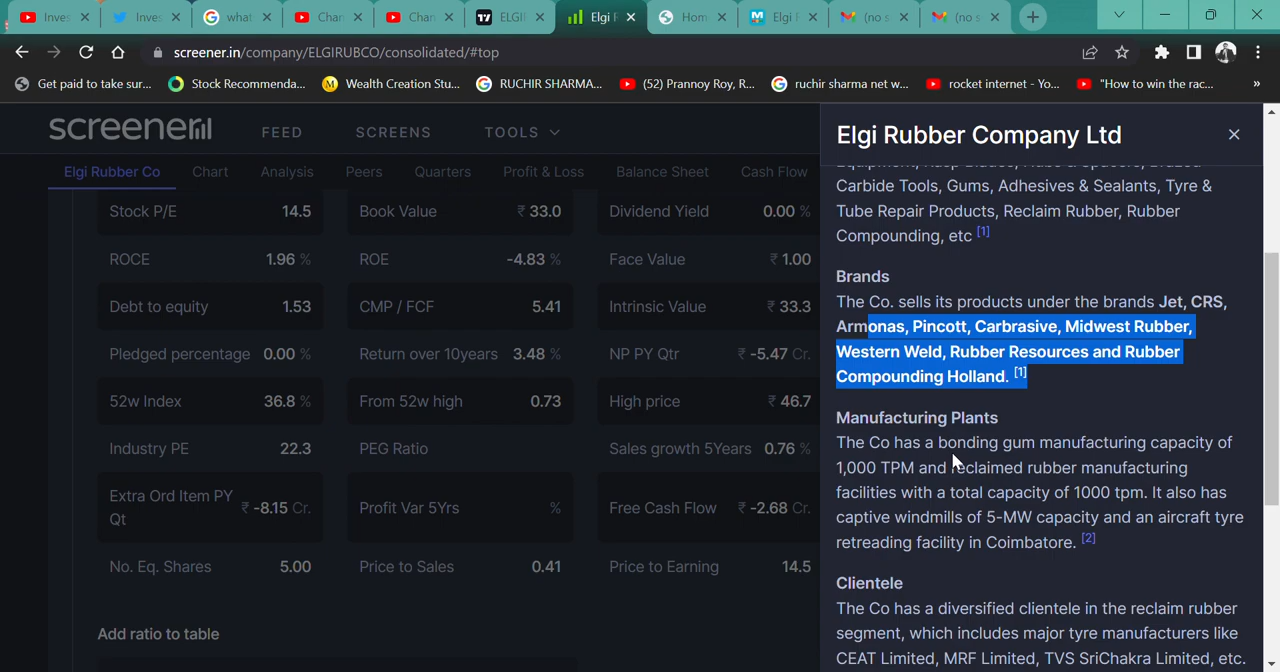 Inves
Inves
what
Chan
Chan
ELGII
Elgi F
Hom
Elgi F
(no s
(no s
screener.in/company/ELGIRUBCO/consolidated/#top
Get paid to take sur...
Stock Recommenda...
Wealth Creation Stu...
RUCHIR SHARMA...
(52) Prannoy Roy, R...
ruchir sharma net w...
rocket internet - Yo...
"How to win the rac...
»
screener
FEED
SCREENS
TOOLS
Elgi Rubber Co
Chart
Analysis
Peers
Quarters
Profit & Loss
Balance Sheet
Cash Flow
Stock P/E 14.5
Book Value ₹ 33.0
Dividend Yield 0.00 %
ROCE 1.96 %
ROE -4.83 %
Face Value ₹ 1.00
Debt to equity 1.53
CMP / FCF 5.41
Intrinsic Value ₹ 33.3
Pledged percentage 0.00 %
Return over 10years 3.48 %
NP PY Qtr ₹ -5.47 Cr.
52w Index 36.8 %
From 52w high 0.73
High price ₹ 46.7
Industry PE 22.3
PEG Ratio
Sales growth 5Years 0.76 %
Extra Ord Item PY
Qt ₹ -8.15 Cr.
Profit Var 5Yrs %
Free Cash Flow ₹ -2.68 Cr.
No. Eq. Shares 5.00
Price to Sales 0.41
Price to Earning 14.5
Add ratio to table
Elgi Rubber Company Ltd
Carbide Tools, Gums, Adhesives & Sealants, Tyre &
Tube Repair Products, Reclaim Rubber, Rubber
Compounding, etc [1]
Brands
The Co. sells its products under the brands Jet, CRS,
Armonas, Pincott, Carbrasive, Midwest Rubber,
Western Weld, Rubber Resources and Rubber
Compounding Holland. [1]
Manufacturing Plants
The Co has a bonding gum manufacturing capacity of
1,000 TPM and reclaimed rubber manufacturing
facilities with a total capacity of 1000 tpm. It also has
captive windmills of 5-MW capacity and an aircraft tyre
retreading facility in Coimbatore. [2]
Clientele
The Co has a diversified clientele in the reclaim rubber
segment, which includes major tyre manufacturers like
CEAT Limited, MRF Limited, TVS SriChakra Limited, etc.